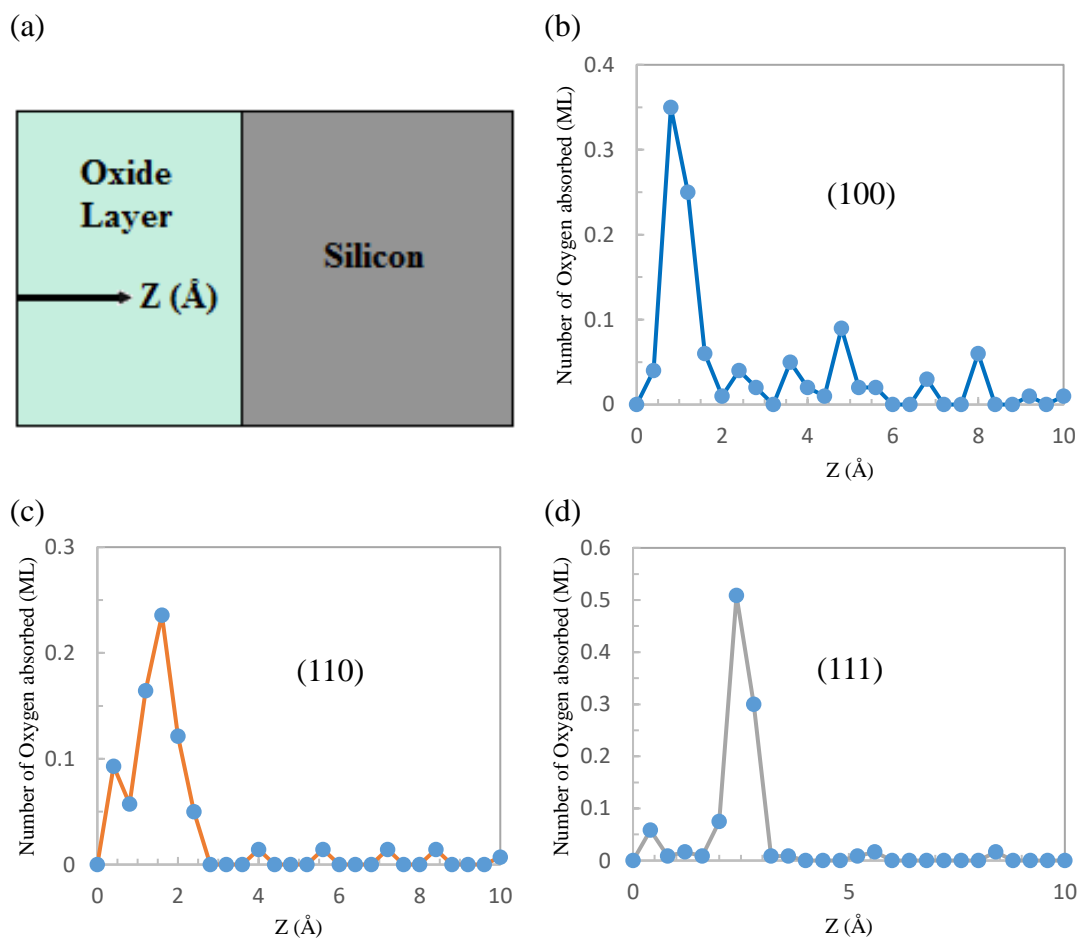 (a)
Oxide
Layer
Z (Å)
Silicon
(b)
Number of Oxygen absorbed (ML)
0.4
0.3
0.2
0.1
0
(100)
0 2 4 6 8 10
Z (Å)
(c)
Number of Oxygen absorbed (ML)
0.3
0.2
0.1
0
(110)
0 2 4 6 8 10
Z (Å)
(d)
Number of Oxygen absorbed (ML)
0.6
0.5
0.4
0.3
0.2
0.1
0
(111)
0 5 10
Z (Å)